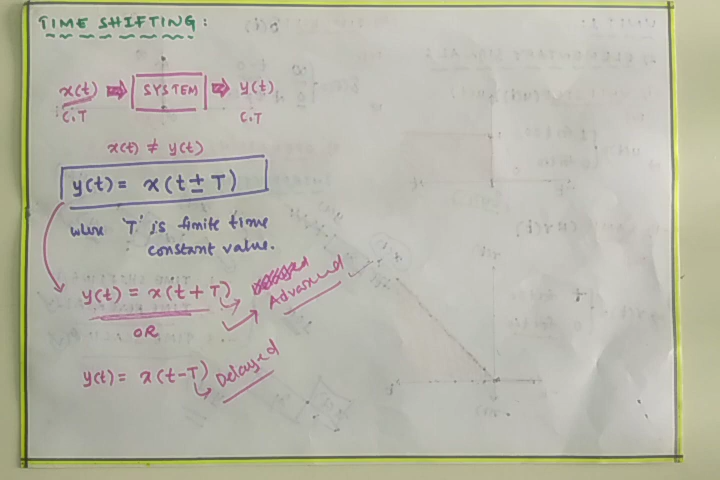 TIME SHIFTING:
x(t) ⇒ SYSTEM ⇒ y(t)
C.T C.T
x(t) ≠ y(t)
y(t) = x(t ± T)
where 'T' is finite time
constant value.
y(t) = x(t + T) Advanced
OR
y(t) = x(t-T) Delayed